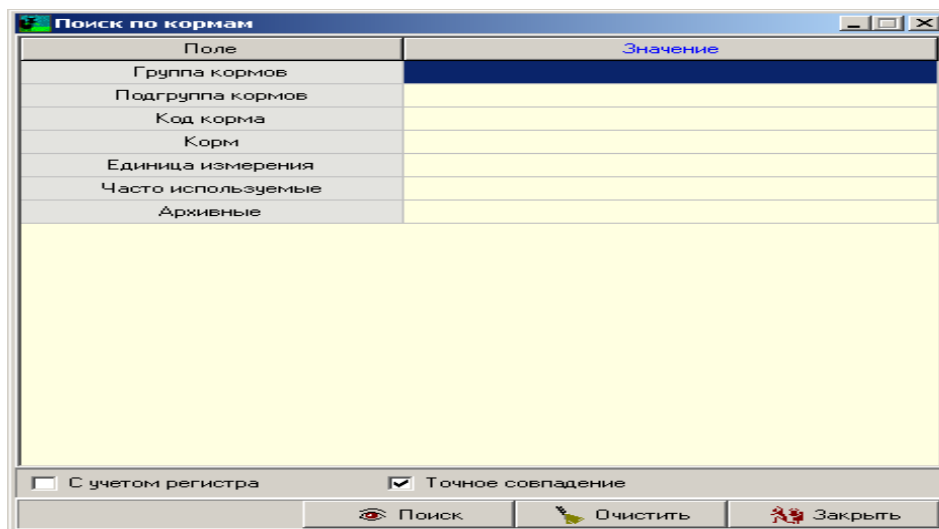 Поиск по кормам
Поле Значение
Группа кормов
Подгруппа кормов
Код корма
Корм
Единица измерения
Часто используемые
Архивные
С учетом регистра Точное совпадение
Поиск Очистить Закрыть